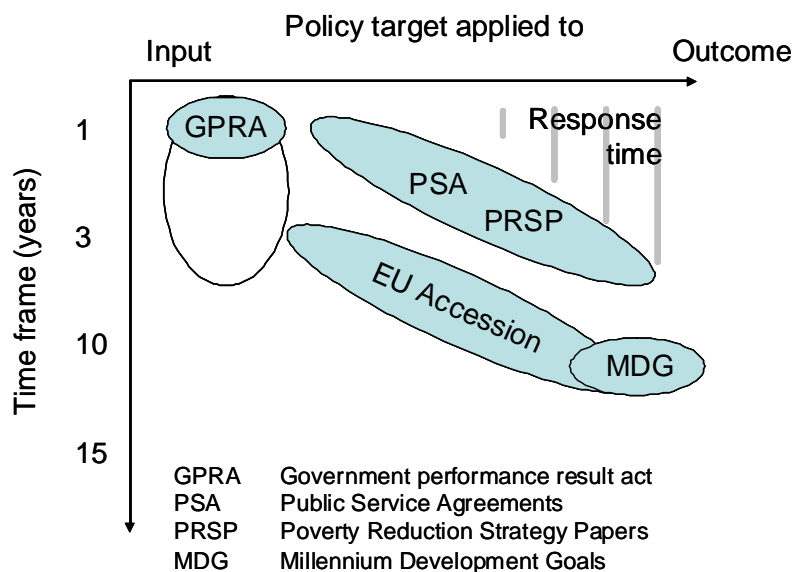 Policy target applied to
Input
Outcome
Time frame (years)
1
3
10
15
GPRA
Response
time
PSA
PRSP
EU Accession
MDG
GPRA Government performance result act
PSA Public Service Agreements
PRSP Poverty Reduction Strategy Papers
MDG Millennium Development Goals